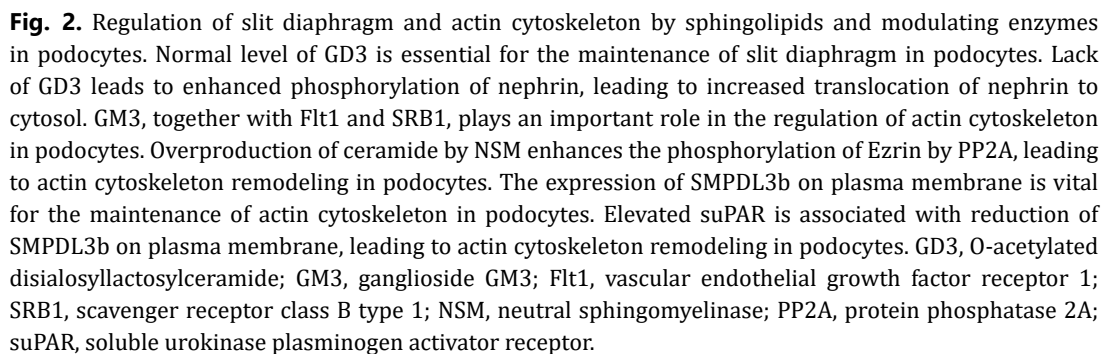 Fig. 2. Regulation of slit diaphragm and actin cytoskeleton by sphingolipids and modulating enzymes
in podocytes. Normal level of GD3 is essential for the maintenance of slit diaphragm in podocytes. Lack
of GD3 leads to enhanced phosphorylation of nephrin, leading to increased translocation of nephrin to
cytosol. GM3, together with Flt1 and SRB1, plays an important role in the regulation of actin cytoskeleton
in podocytes. Overproduction of ceramide by NSM enhances the phosphorylation of Ezrin by PP2A, leading
to actin cytoskeleton remodeling in podocytes. The expression of SMPDL3b on plasma membrane is vital
for the maintenance of actin cytoskeleton in podocytes. Elevated suPAR is associated with reduction of
SMPDL3b on plasma membrane, leading to actin cytoskeleton remodeling in podocytes. GD3, O-acetylated
disialosyllactosylceramide; GM3, ganglioside GM3; Flt1, vascular endothelial growth factor receptor 1;
SRB1, scavenger receptor class B type 1; NSM, neutral sphingomyelinase; PP2A, protein phosphatase 2A;
suPAR, soluble urokinase plasminogen activator receptor.